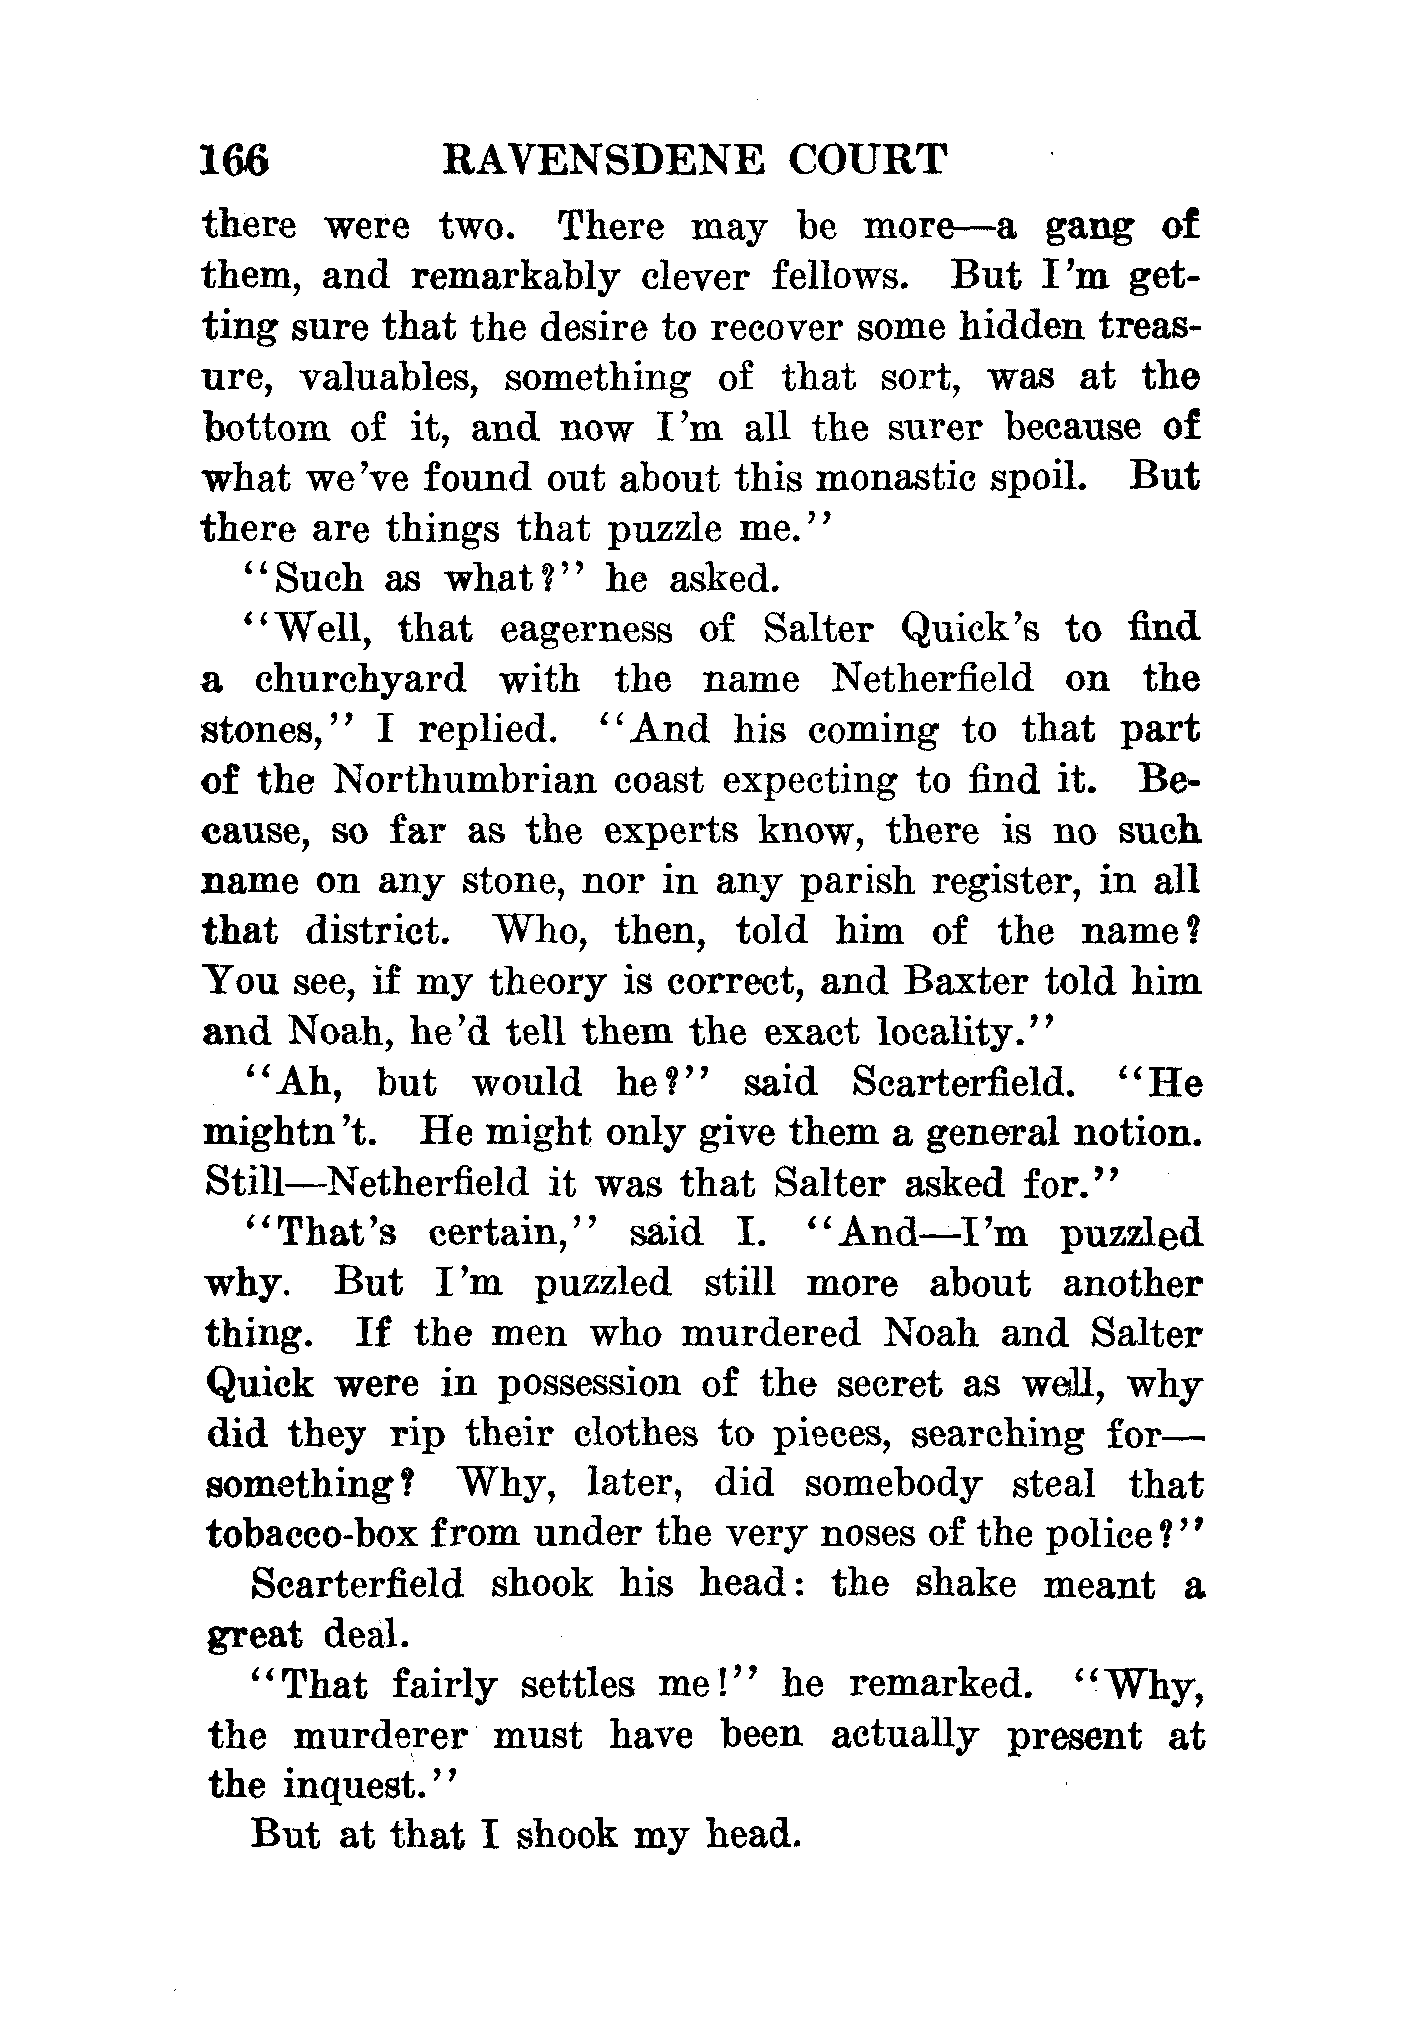 166 RAVENSDENE COURT
there were two. There may be more—a gang of
them, and remarkably clever fellows. But I'm get-
ting sure that the desire to recover some hidden treas-
ure, valuables, something of that sort, was at the
bottom of it, and now I'm all the surer because of
what we've found out about this monastic spoil. But
there are things that puzzle me."
"Such as what?" he asked.
"Well, that eagerness of Salter Quick's to find
a churchyard with the name Netherfield on the
stones," I replied. "And his coming to that part
of the Northumbrian coast expecting to find it. Be-
cause, so far as the experts know, there is no such
name on any stone, nor in any parish register, in all
that district. Who, then, told him of the name?
You see, if my theory is correct, and Baxter told him
and Noah, he'd tell them the exact locality."
"Ah, but would he?" said Scarterfield. "He
mightn't. He might only give them a general notion.
Still—Netherfield it was that Salter asked for."
"That's certain," said I. "And—I'm puzzled
why. But I'm puzzled still more about another
thing. If the men who murdered Noah and Salter
Quick were in possession of the secret as well, why
did they rip their clothes to pieces, searching for—
something? Why, later, did somebody steal that
tobacco-box from under the very noses of the police?"
Scarterfield shook his head: the shake meant a
great deal.
"That fairly settles me!" he remarked. "Why,
the murderer must have been actually present at
the inquest."
But at that I shook my head.